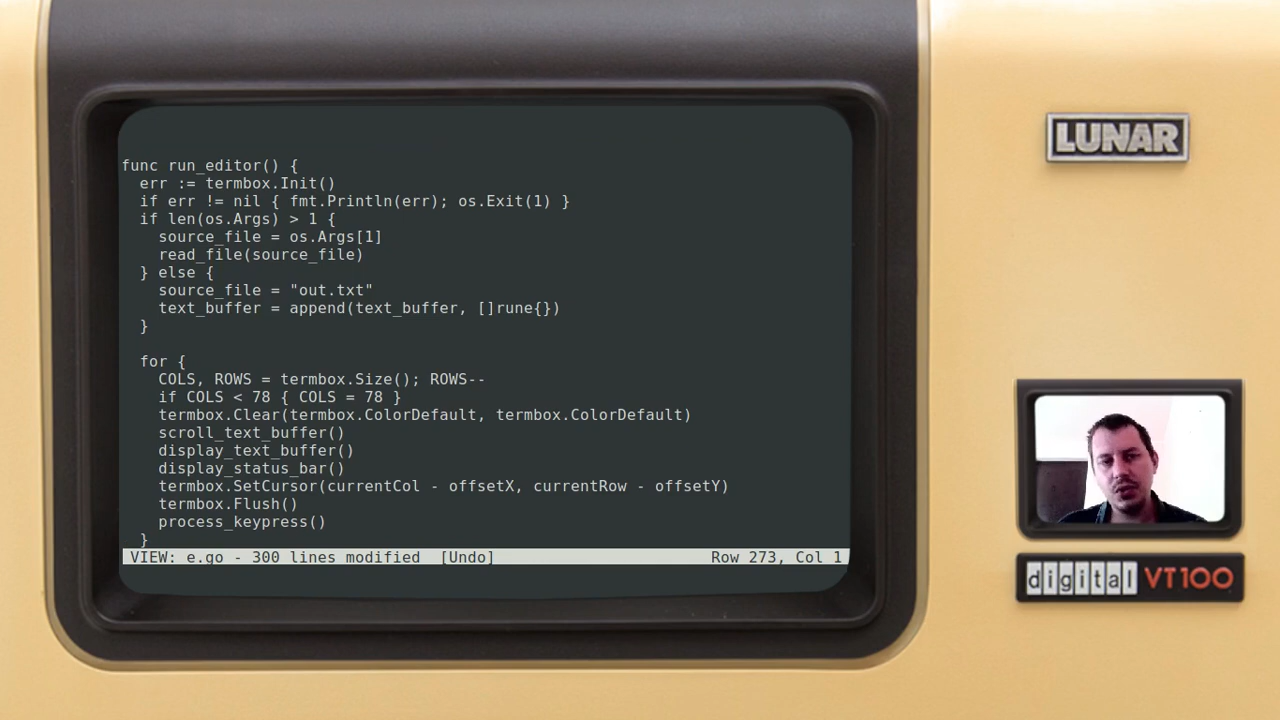 func run_editor() {
  err := termbox.Init()
  if err != nil { fmt.Println(err); os.Exit(1) }
  if len(os.Args) > 1 {
    source_file = os.Args[1]
    read_file(source_file)
  } else {
    source_file = "out.txt"
    text_buffer = append(text_buffer, []rune{})
  }

  for {
    COLS, ROWS = termbox.Size(); ROWS--
    if COLS < 78 { COLS = 78 }
    termbox.Clear(termbox.ColorDefault, termbox.ColorDefault)
    scroll_text_buffer()
    display_text_buffer()
    display_status_bar()
    termbox.SetCursor(currentCol - offsetX, currentRow - offsetY)
    termbox.Flush()
    process_keypress()
  }
VIEW: e.go - 300 lines modified  [Undo] Row 273, Col 1
LUNAR
digital VT100